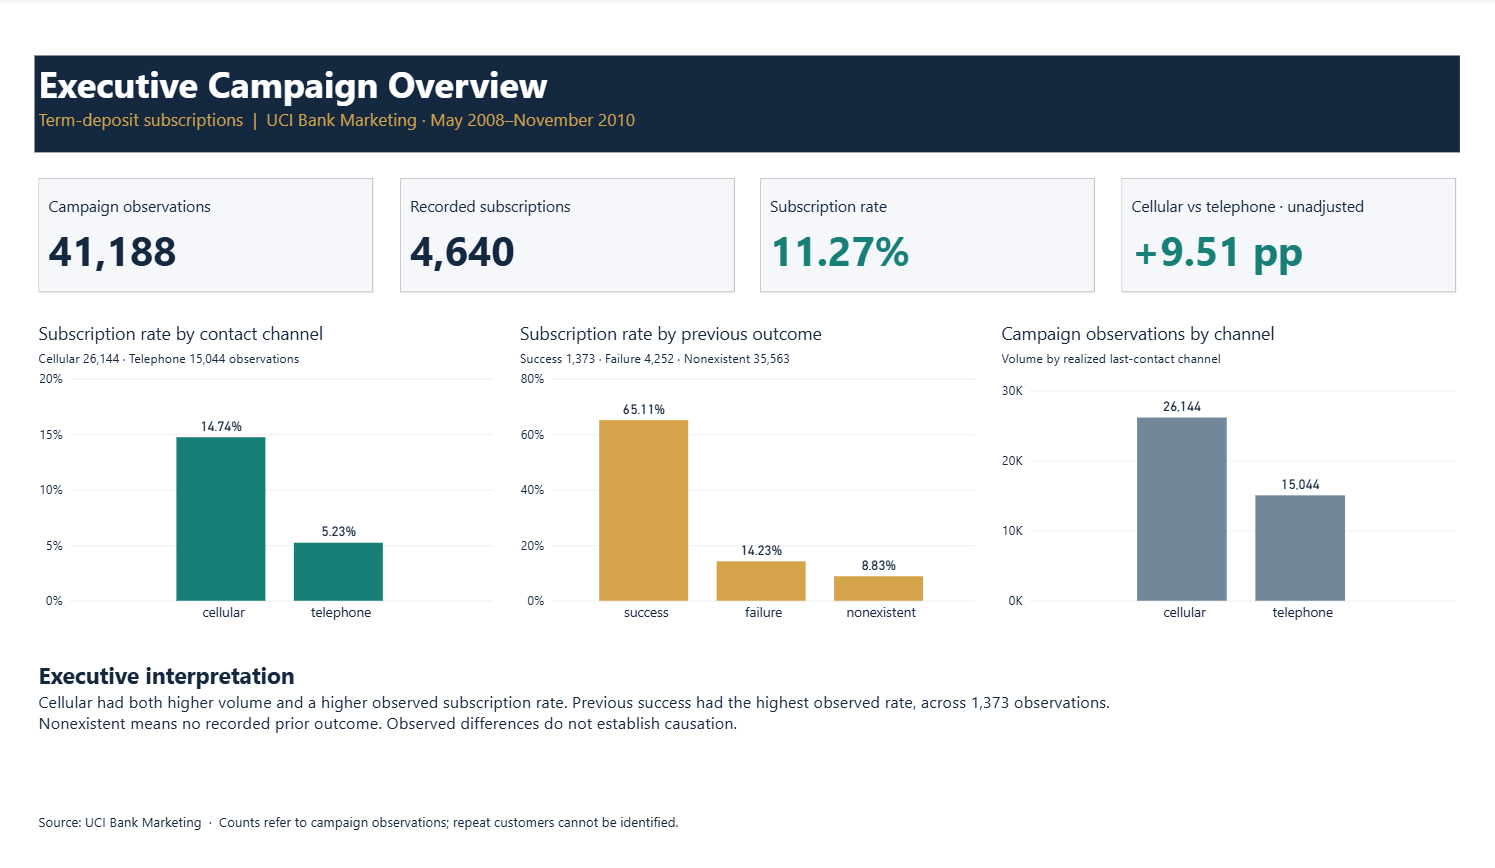 Executive Campaign Overview
Term-deposit subscriptions | UCI Bank Marketing · May 2008–November 2010
Campaign observations
41,188
Recorded subscriptions
4,640
Subscription rate
11.27%
Cellular vs telephone · unadjusted
+9.51 pp
Subscription rate by contact channel
Cellular 26,144 · Telephone 15,044 observations
20%
15%
10%
5%
0%
14.74%
5.23%
cellular
telephone
Subscription rate by previous outcome
Success 1,373 · Failure 4,252 · Nonexistent 35,563
80%
60%
40%
20%
0%
65.11%
14.23%
8.83%
success
failure
nonexistent
Campaign observations by channel
Volume by realized last-contact channel
30K
20K
10K
0K
26,144
15,044
cellular
telephone
Executive interpretation
Cellular had both higher volume and a higher observed subscription rate. Previous success had the highest observed rate, across 1,373 observations.
Nonexistent means no recorded prior outcome. Observed differences do not establish causation.
Source: UCI Bank Marketing · Counts refer to campaign observations; repeat customers cannot be identified.